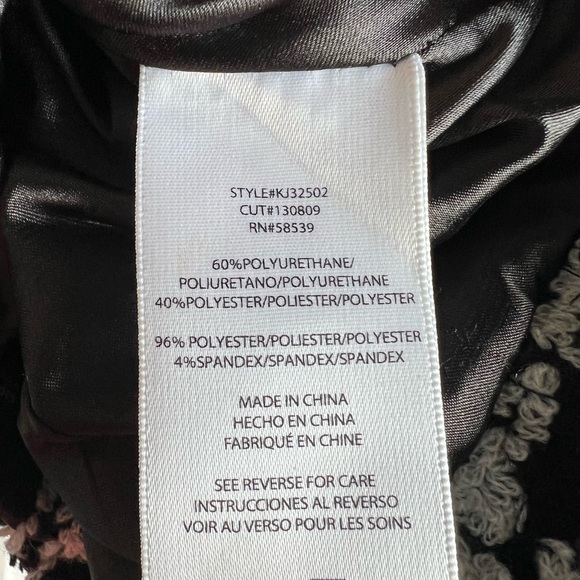 STYLE#KJ32502
CUT#130809
RN#58539
60%POLYURETHANE/
POLIURETANO/POLYURETHANE
40%POLYESTER/POLIESTER/POLYESTER
96% POLYESTER/POLIESTER/POLYESTER
4%SPANDEX/SPANDEX/SPANDEX
MADE IN CHINA
HECHO EN CHINA
FABRIQUÉ EN CHINE
SEE REVERSE FOR CARE
INSTRUCCIONES AL REVERSO
VOIR AU VERSO POUR LES SOINS